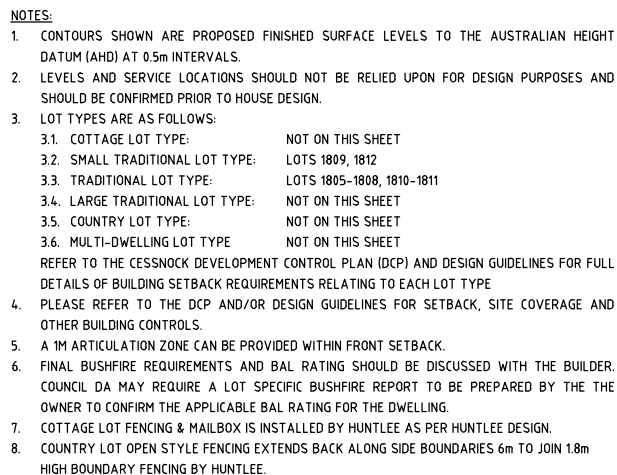 NOTES:
1. CONTOURS SHOWN ARE PROPOSED FINISHED SURFACE LEVELS TO THE AUSTRALIAN HEIGHT
DATUM (AHD) AT 0.5m INTERVALS.
2. LEVELS AND SERVICE LOCATIONS SHOULD NOT BE RELIED UPON FOR DESIGN PURPOSES AND
SHOULD BE CONFIRMED PRIOR TO HOUSE DESIGN.
3. LOT TYPES ARE AS FOLLOWS:
3.1. COTTAGE LOT TYPE: NOT ON THIS SHEET
3.2. SMALL TRADITIONAL LOT TYPE: LOTS 1809, 1812
3.3. TRADITIONAL LOT TYPE: LOTS 1805-1808, 1810-1811
3.4. LARGE TRADITIONAL LOT TYPE: NOT ON THIS SHEET
3.5. COUNTRY LOT TYPE: NOT ON THIS SHEET
3.6. MULTI-DWELLING LOT TYPE NOT ON THIS SHEET
REFER TO THE CESSNOCK DEVELOPMENT CONTROL PLAN (DCP) AND DESIGN GUIDELINES FOR FULL
DETAILS OF BUILDING SETBACK REQUIREMENTS RELATING TO EACH LOT TYPE
4. PLEASE REFER TO THE DCP AND/OR DESIGN GUIDELINES FOR SETBACK, SITE COVERAGE AND
OTHER BUILDING CONTROLS.
5. A 1M ARTICULATION ZONE CAN BE PROVIDED WITHIN FRONT SETBACK.
6. FINAL BUSHFIRE REQUIREMENTS AND BAL RATING SHOULD BE DISCUSSED WITH THE BUILDER.
COUNCIL DA MAY REQUIRE A LOT SPECIFIC BUSHFIRE REPORT TO BE PREPARED BY THE THE
OWNER TO CONFIRM THE APPLICABLE BAL RATING FOR THE DWELLING.
7. COTTAGE LOT FENCING & MAILBOX IS INSTALLED BY HUNTLEE AS PER HUNTLEE DESIGN.
8. COUNTRY LOT OPEN STYLE FENCING EXTENDS BACK ALONG SIDE BOUNDARIES 6m TO JOIN 1.8m
HIGH BOUNDARY FENCING BY HUNTLEE.